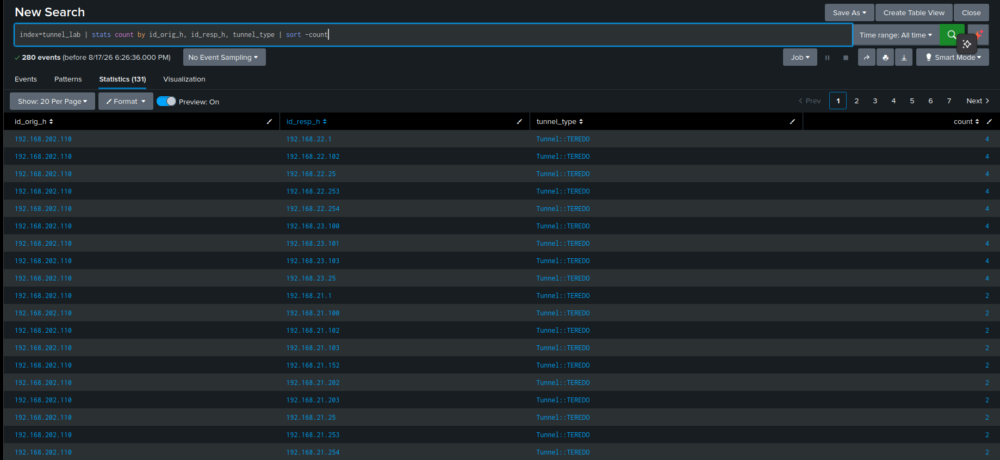 New Search
Save As
Create Table View
Close
index=tunnel_lab | stats count by id_orig_h, id_resp_h, tunnel_type | sort -count
Time range: All time
280 events (before 8/17/26 6:26:36.000 PM)
No Event Sampling
Job
Smart Mode
Events
Patterns
Statistics (131)
Visualization
Show: 20 Per Page
Format
Preview: On
Prev 1 2 3 4 5 6 7 Next
id_orig_h id_resp_h tunnel_type count
192.168.202.110 192.168.22.1 Tunnel::TEREDO 4
192.168.202.110 192.168.22.102 Tunnel::TEREDO 4
192.168.202.110 192.168.22.25 Tunnel::TEREDO 4
192.168.202.110 192.168.22.253 Tunnel::TEREDO 4
192.168.202.110 192.168.22.254 Tunnel::TEREDO 4
192.168.202.110 192.168.23.100 Tunnel::TEREDO 4
192.168.202.110 192.168.23.101 Tunnel::TEREDO 4
192.168.202.110 192.168.23.103 Tunnel::TEREDO 4
192.168.202.110 192.168.23.25 Tunnel::TEREDO 4
192.168.202.110 192.168.21.1 Tunnel::TEREDO 2
192.168.202.110 192.168.21.100 Tunnel::TEREDO 2
192.168.202.110 192.168.21.102 Tunnel::TEREDO 2
192.168.202.110 192.168.21.103 Tunnel::TEREDO 2
192.168.202.110 192.168.21.152 Tunnel::TEREDO 2
192.168.202.110 192.168.21.202 Tunnel::TEREDO 2
192.168.202.110 192.168.21.203 Tunnel::TEREDO 2
192.168.202.110 192.168.21.25 Tunnel::TEREDO 2
192.168.202.110 192.168.21.253 Tunnel::TEREDO 2
192.168.202.110 192.168.21.254 Tunnel::TEREDO 2